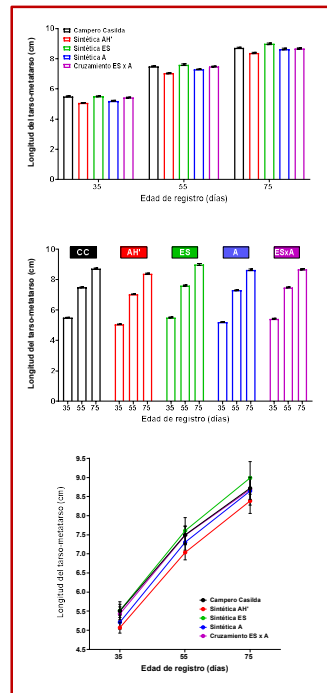 Longitud del tarso-metatarso (cm)
10
8
6
4
2
0
Campero Casilda
Sintética AH'
Sintética ES
Sintética A
Cruzamiento ES x A
35
55
75
Edad de registro (días)
Longitud del tarso-metatarso (cm)
10
8
6
4
2
0
CC
AH'
ES
A
ESxA
35 55 75 35 55 75 35 55 75 35 55 75 35 55 75
Edad de registro (días)
Longitud del tarso-metatarso (cm)
9.5
9.0
8.5
8.0
7.5
7.0
6.5
6.0
5.5
5.0
4.5
Campero Casilda
Sintética AH'
Sintética ES
Sintética A
Cruzamiento ES x A
35
55
75
Edad de registro (días)